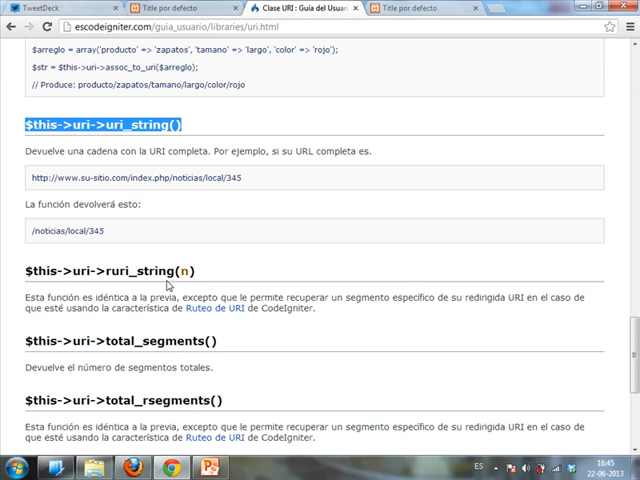 TweetDeck
Título por defecto
Clase URI : Guía del Usuari
Título por defecto
escodeigniter.com/guia_usuario/libraries/uri.html
$arreglo = array('producto' => 'zapatos', 'tamano' => 'largo', 'color' => 'rojo');
$str = $this->uri->assoc_to_uri($arreglo);
// Produce: producto/zapatos/tamano/largo/color/rojo
$this->uri->uri_string()
Devuelve una cadena con la URI completa. Por ejemplo, si su URL completa es.
http://www.su-sitio.com/index.php/noticias/local/345
La función devolverá esto:
/noticias/local/345
$this->uri->ruri_string(n)
Esta función es idéntica a la previa, excepto que le permite recuperar un segmento específico de su redirigida URI en el caso de
que esté usando la característica de Ruteo de URI de CodeIgniter.
$this->uri->total_segments()
Devuelve el número de segmentos totales.
$this->uri->total_rsegments()
Esta función es idéntica a la previa, excepto que le permite recuperar un segmento específico de su redirigida URI en el caso de
que esté usando la característica de Ruteo de URI de CodeIgniter.
ES
16:45
22-06-2013